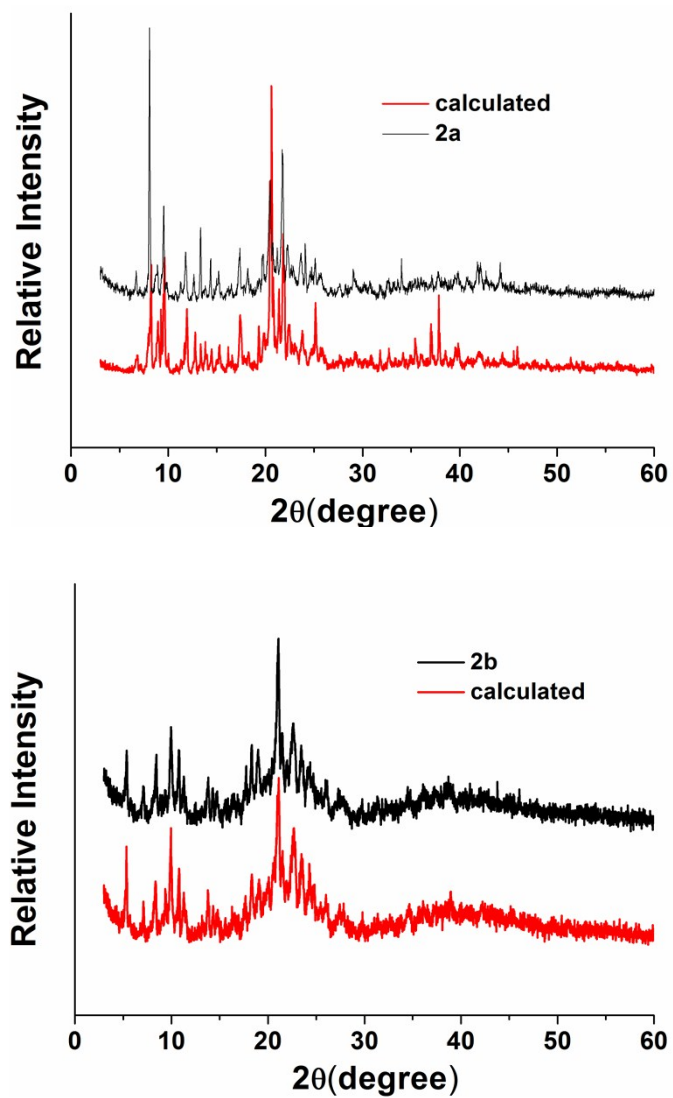 Relative Intensity
calculated
2a
0 10 20 30 40 50 60
2θ(degree)
Relative Intensity
2b
calculated
0 10 20 30 40 50 60
2θ(degree)